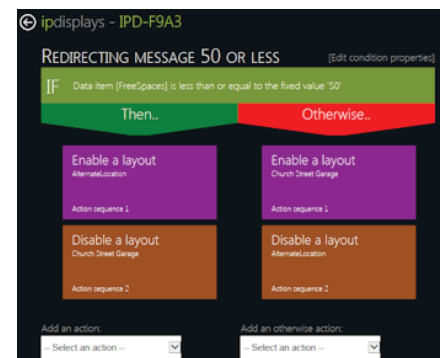 ipdisplays - IPD-F9A3
REDIRECTING MESSAGE 50 OR LESS
[Edit condition properties]
IF Data item [FreeSpaces] is less than or equal to the fixed value '50'
Then..
Otherwise..
Enable a layout
AlternateLocation
Action sequence 1
Enable a layout
Church Street Garage
Action sequence 1
Disable a layout
Church Street Garage
Action sequence 2
Disable a layout
AlternateLocation
Action sequence 2
Add an action:
-- Select an action --
Add an otherwise action:
-- Select an action --